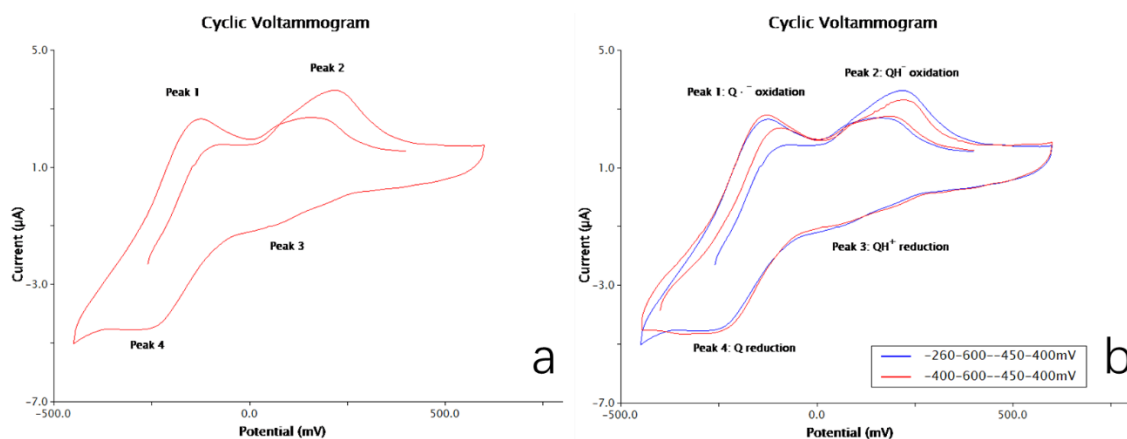 Cyclic Voltammogram
5.0
1.0
-3.0
-7.0
Current (μA)
Peak 1
Peak 2
Peak 3
Peak 4
a
-500.0
0.0
500.0
Potential (mV)
Cyclic Voltammogram
5.0
1.0
-3.0
-7.0
Current (μA)
Peak 2: QH⁻ oxidation
Peak 1: Q · ⁻ oxidation
Peak 3: QH⁺ reduction
Peak 4: Q reduction
-260-600--450-400mV
-400-600--450-400mV
b
-500.0
0.0
500.0
Potential (mV)